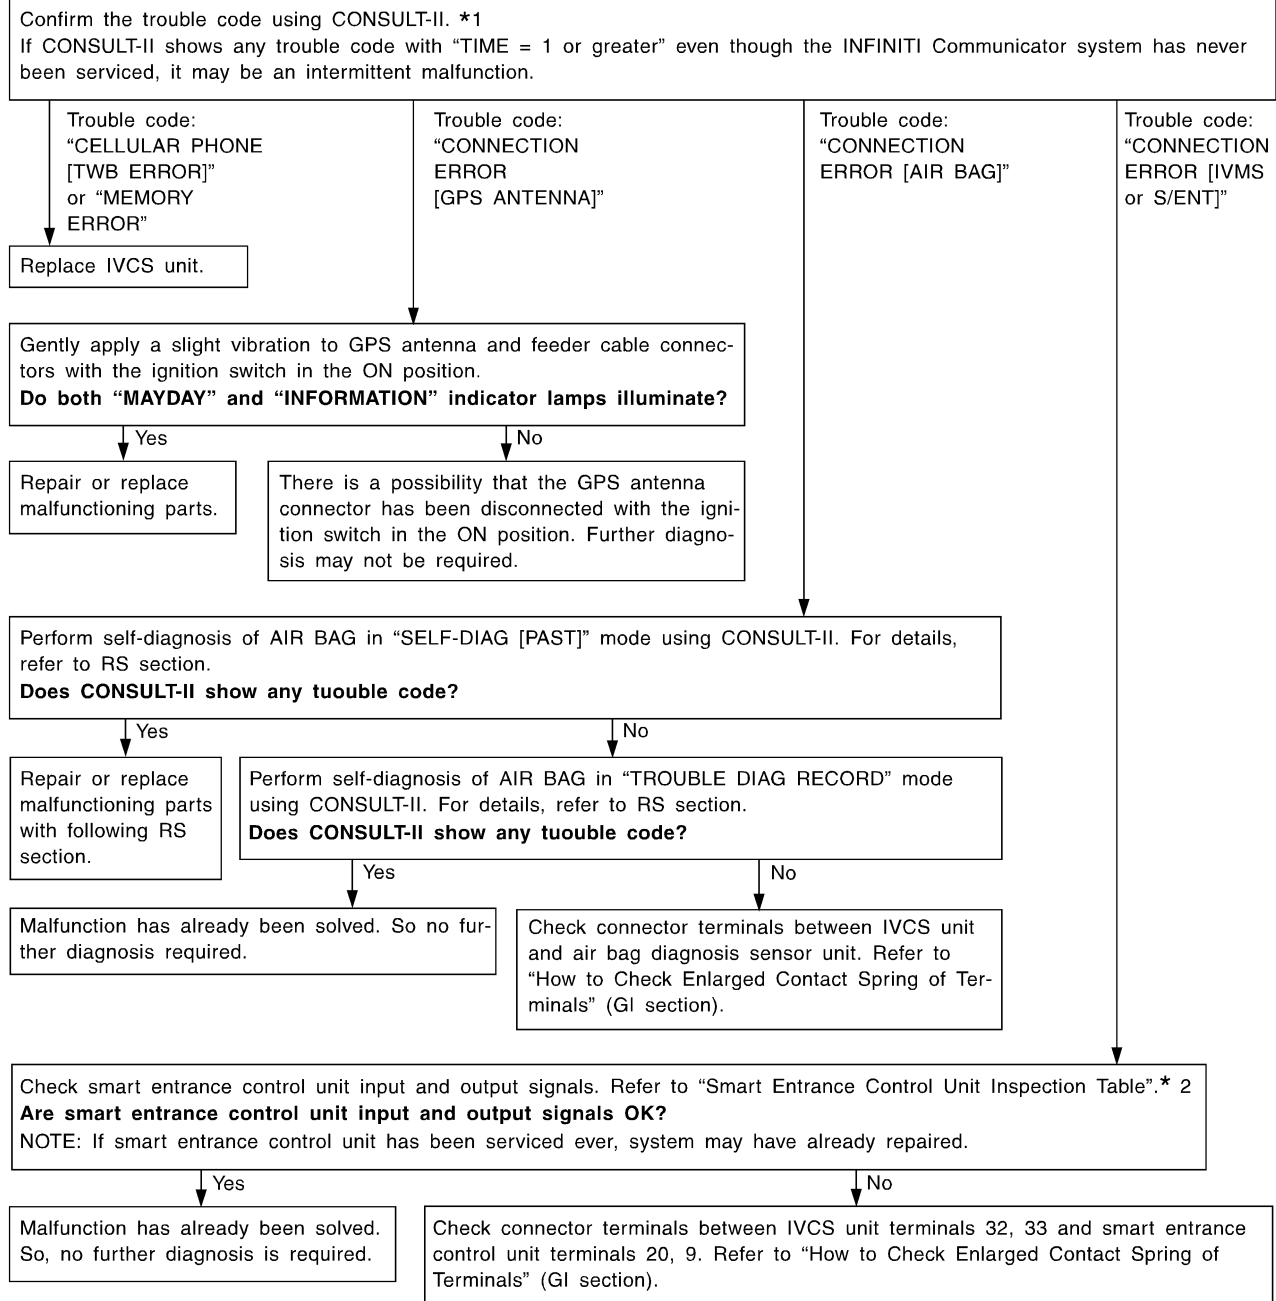 Confirm the trouble code using CONSULT-II. *1
If CONSULT-II shows any trouble code with “TIME = 1 or greater” even though the INFINITI Communicator system has never
been serviced, it may be an intermittent malfunction.
Trouble code:
“CELLULAR PHONE
[TWB ERROR]”
or “MEMORY
ERROR”
Trouble code:
“CONNECTION
ERROR
[GPS ANTENNA]”
Trouble code:
“CONNECTION
ERROR [AIR BAG]”
Trouble code:
“CONNECTION
ERROR [IVMS
or S/ENT]”
Replace IVCS unit.
Gently apply a slight vibration to GPS antenna and feeder cable connec-
tors with the ignition switch in the ON position.
Do both “MAYDAY” and “INFORMATION” indicator lamps illuminate?
Yes
No
Repair or replace
malfunctioning parts.
There is a possibility that the GPS antenna
connector has been disconnected with the igni-
tion switch in the ON position. Further diagno-
sis may not be required.
Perform self-diagnosis of AIR BAG in “SELF-DIAG [PAST]” mode using CONSULT-II. For details,
refer to RS section.
Does CONSULT-II show any tuouble code?
Yes
No
Repair or replace
malfunctioning parts
with following RS
section.
Perform self-diagnosis of AIR BAG in “TROUBLE DIAG RECORD” mode
using CONSULT-II. For details, refer to RS section.
Does CONSULT-II show any tuouble code?
Yes
No
Malfunction has already been solved. So no fur-
ther diagnosis required.
Check connector terminals between IVCS unit
and air bag diagnosis sensor unit. Refer to
“How to Check Enlarged Contact Spring of Ter-
minals” (GI section).
Check smart entrance control unit input and output signals. Refer to “Smart Entrance Control Unit Inspection Table”.* 2
Are smart entrance control unit input and output signals OK?
NOTE: If smart entrance control unit has been serviced ever, system may have already repaired.
Yes
No
Malfunction has already been solved.
So, no further diagnosis is required.
Check connector terminals between IVCS unit terminals 32, 33 and smart entrance
control unit terminals 20, 9. Refer to “How to Check Enlarged Contact Spring of
Terminals” (GI section).